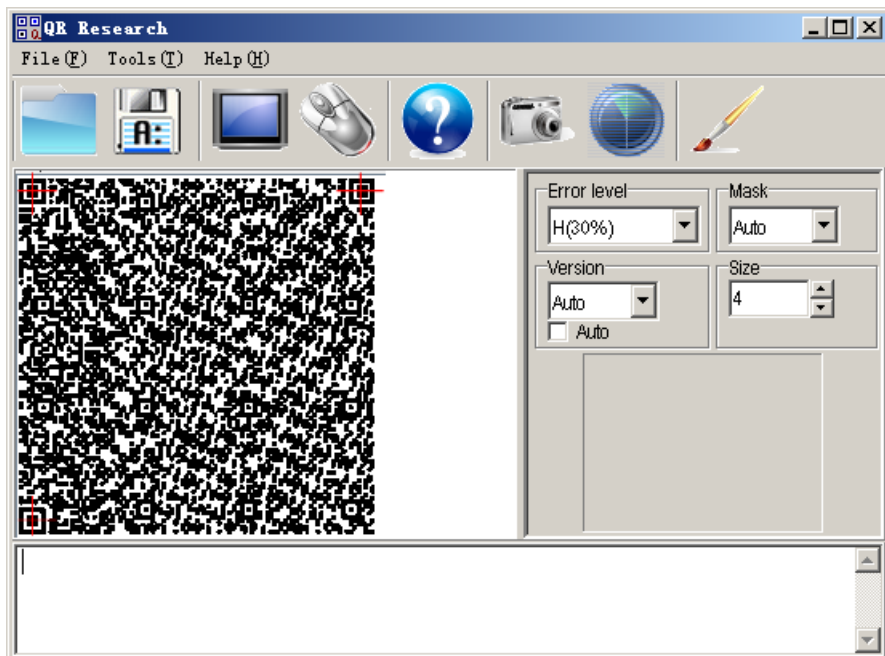 QR Research
File(F) Tools(T) Help(H)
A:
?
Error level
Mask
H(30%)
Auto
Version
Size
Auto
4
Auto